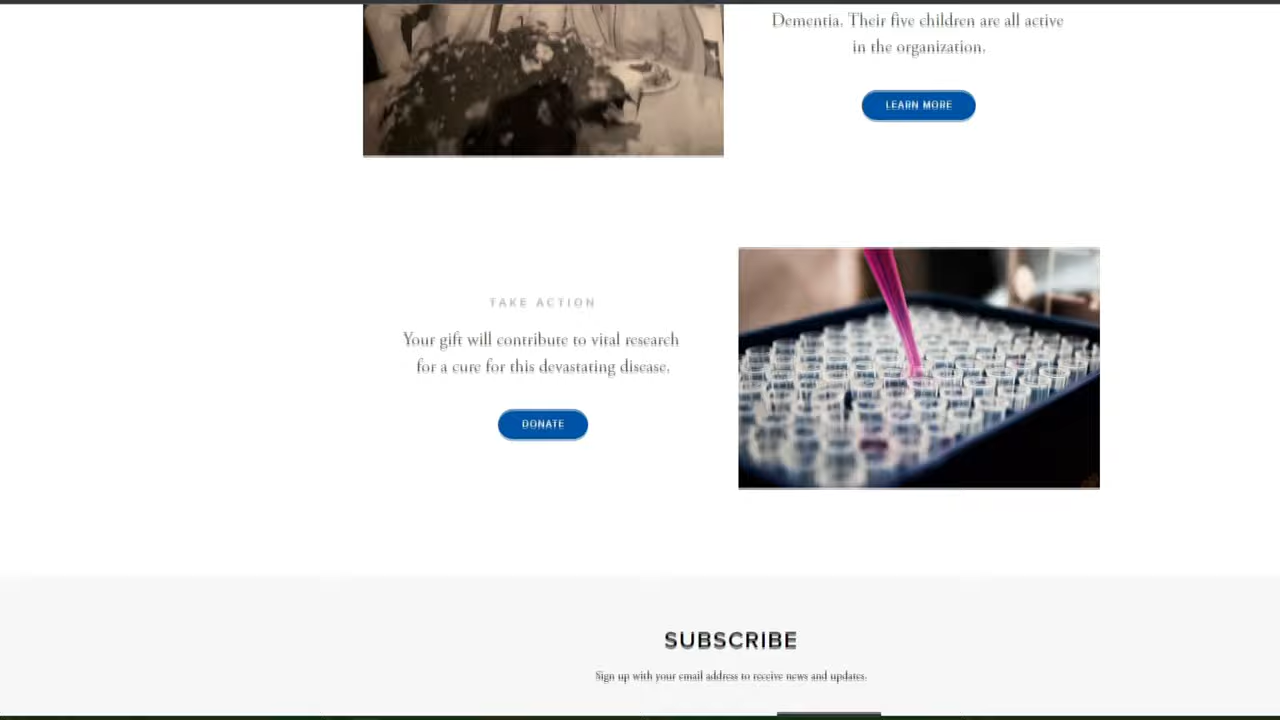 Dementia. Their five children are all active
in the organization.
LEARN MORE
TAKE ACTION
Your gift will contribute to vital research
for a cure for this devastating disease.
DONATE
SUBSCRIBE
Sign up with your email address to receive news and updates.